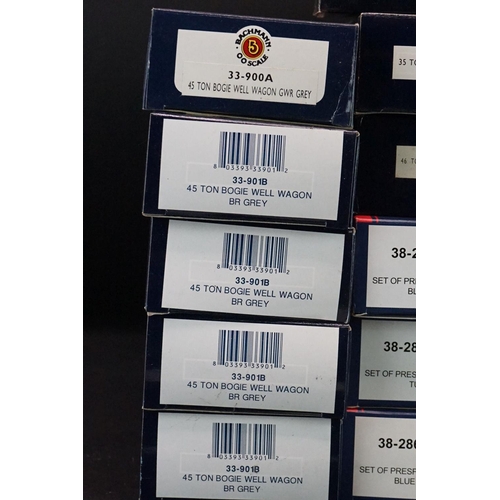 BACHMANN
OO SCALE
33-900A
45 TON BOGIE WELL WAGON GWR GREY
8 03393 33901 2
33-901B
45 TON BOGIE WELL WAGON
BR GREY
8 03393 33901 2
33-901B
45 TON BOGIE WELL WAGON
BR GREY
8 03393 33901 2
33-901B
45 TON BOGIE WELL WAGON
BR GREY
8 03393 33901 2
33-901B
45 TON BOGIE WELL WAGON
BR GREY
35 TO
46 TO
38-2
SET OF PRES
BLU
38-28
SET OF PRESF
TU
38-286
SET OF PRESF
BLUE